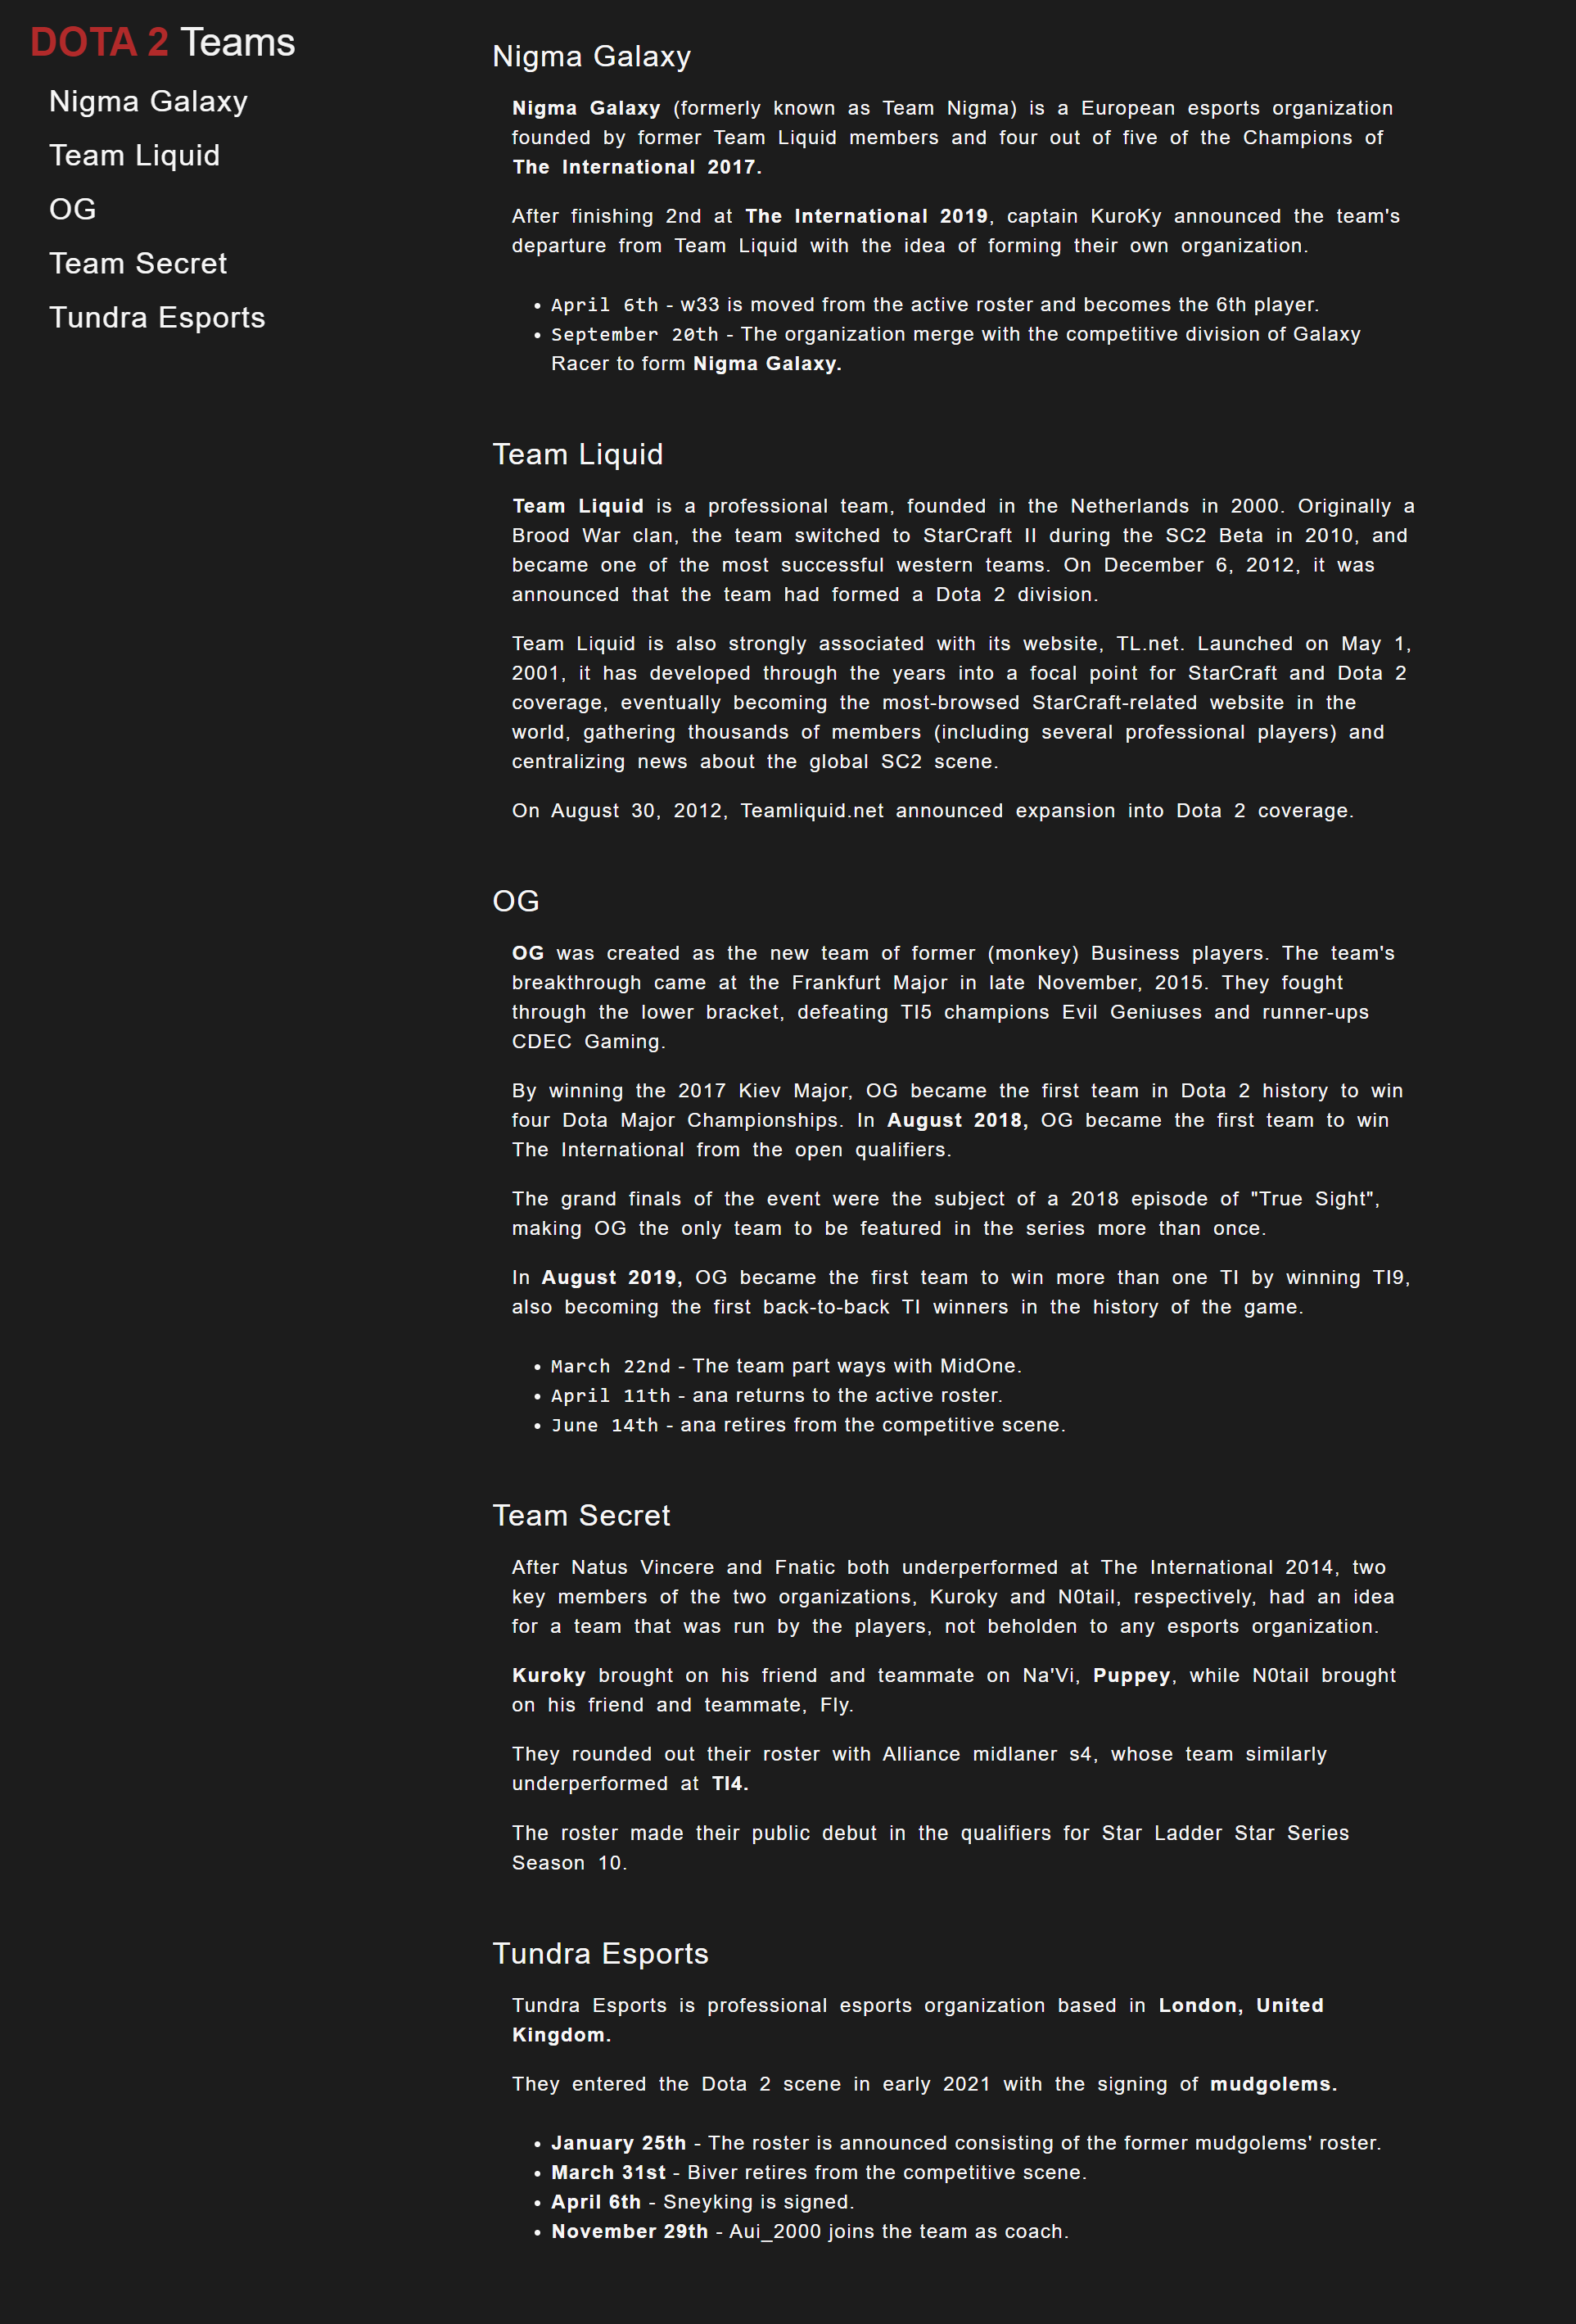 DOTA 2 Teams
Nigma Galaxy
Team Liquid
OG
Team Secret
Tundra Esports
Nigma Galaxy
Nigma Galaxy (formerly known as Team Nigma) is a European esports organization
founded by former Team Liquid members and four out of five of the Champions of
The International 2017.
After finishing 2nd at The International 2019, captain KuroKy announced the team's
departure from Team Liquid with the idea of forming their own organization.
• April 6th - w33 is moved from the active roster and becomes the 6th player.
• September 20th - The organization merge with the competitive division of Galaxy
Racer to form Nigma Galaxy.
Team Liquid
Team Liquid is a professional team, founded in the Netherlands in 2000. Originally a
Brood War clan, the team switched to StarCraft II during the SC2 Beta in 2010, and
became one of the most successful western teams. On December 6, 2012, it was
announced that the team had formed a Dota 2 division.
Team Liquid is also strongly associated with its website, TL.net. Launched on May 1,
2001, it has developed through the years into a focal point for StarCraft and Dota 2
coverage, eventually becoming the most-browsed StarCraft-related website in the
world, gathering thousands of members (including several professional players) and
centralizing news about the global SC2 scene.
On August 30, 2012, Teamliquid.net announced expansion into Dota 2 coverage.
OG
OG was created as the new team of former (monkey) Business players. The team's
breakthrough came at the Frankfurt Major in late November, 2015. They fought
through the lower bracket, defeating TI5 champions Evil Geniuses and runner-ups
CDEC Gaming.
By winning the 2017 Kiev Major, OG became the first team in Dota 2 history to win
four Dota Major Championships. In August 2018, OG became the first team to win
The International from the open qualifiers.
The grand finals of the event were the subject of a 2018 episode of "True Sight",
making OG the only team to be featured in the series more than once.
In August 2019, OG became the first team to win more than one TI by winning TI9,
also becoming the first back-to-back TI winners in the history of the game.
• March 22nd - The team part ways with MidOne.
• April 11th - ana returns to the active roster.
• June 14th - ana retires from the competitive scene.
Team Secret
After Natus Vincere and Fnatic both underperformed at The International 2014, two
key members of the two organizations, Kuroky and N0tail, respectively, had an idea
for a team that was run by the players, not beholden to any esports organization.
Kuroky brought on his friend and teammate on Na'Vi, Puppey, while N0tail brought
on his friend and teammate, Fly.
They rounded out their roster with Alliance midlaner s4, whose team similarly
underperformed at TI4.
The roster made their public debut in the qualifiers for Star Ladder Star Series
Season 10.
Tundra Esports
Tundra Esports is professional esports organization based in London, United
Kingdom.
They entered the Dota 2 scene in early 2021 with the signing of mudgolems.
• January 25th - The roster is announced consisting of the former mudgolems' roster.
• March 31st - Biver retires from the competitive scene.
• April 6th - Sneyking is signed.
• November 29th - Aui_2000 joins the team as coach.